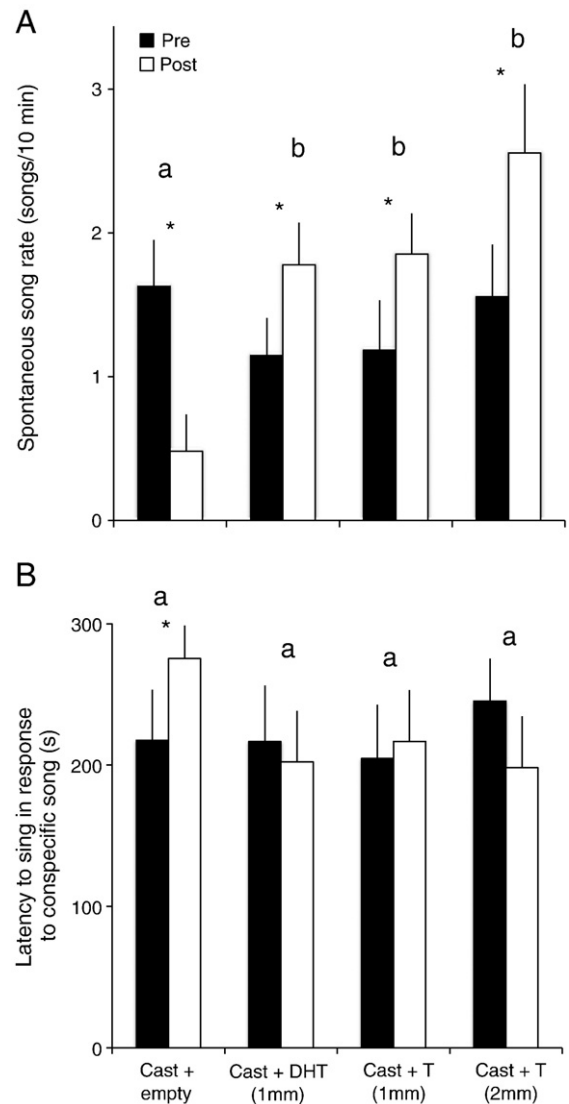 A
Pre
Post
Spontaneous song rate (songs/10 min)
3
2
1
0
a
*
b
*
b
*
b
*
B
Latency to sing in response
to conspecific song (s)
300
200
100
0
a
*
a
a
a
Cast +
empty
Cast + DHT
(1mm)
Cast + T
(1mm)
Cast + T
(2mm)